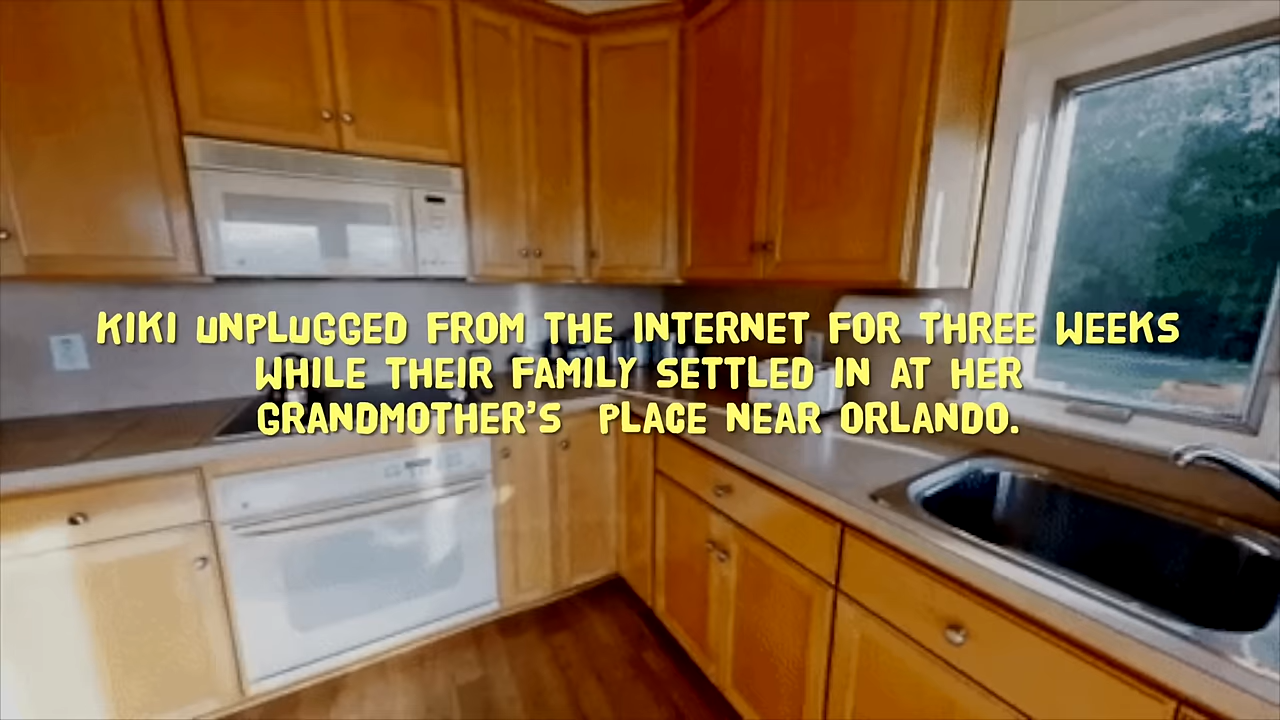 KIKI UNPLUGGED FROM THE INTERNET FOR THREE WEEKS
WHILE THEIR FAMILY SETTLED IN AT HER
GRANDMOTHER'S  PLACE NEAR ORLANDO.